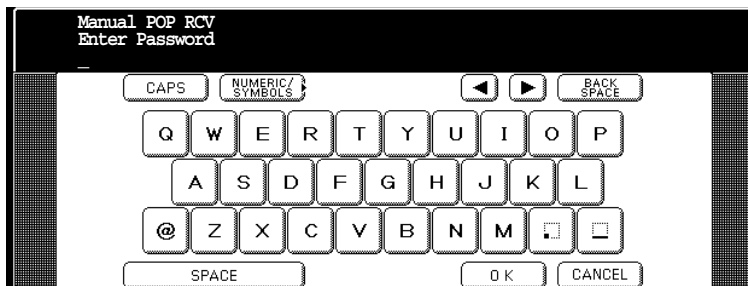 Manual POP RCV
Enter Password
_
CAPS NUMERIC/ SYMBOLS ◀ ▶ BACK SPACE
Q W E R T Y U I O P
A S D F G H J K L
@ Z X C V B N M . _
SPACE OK CANCEL